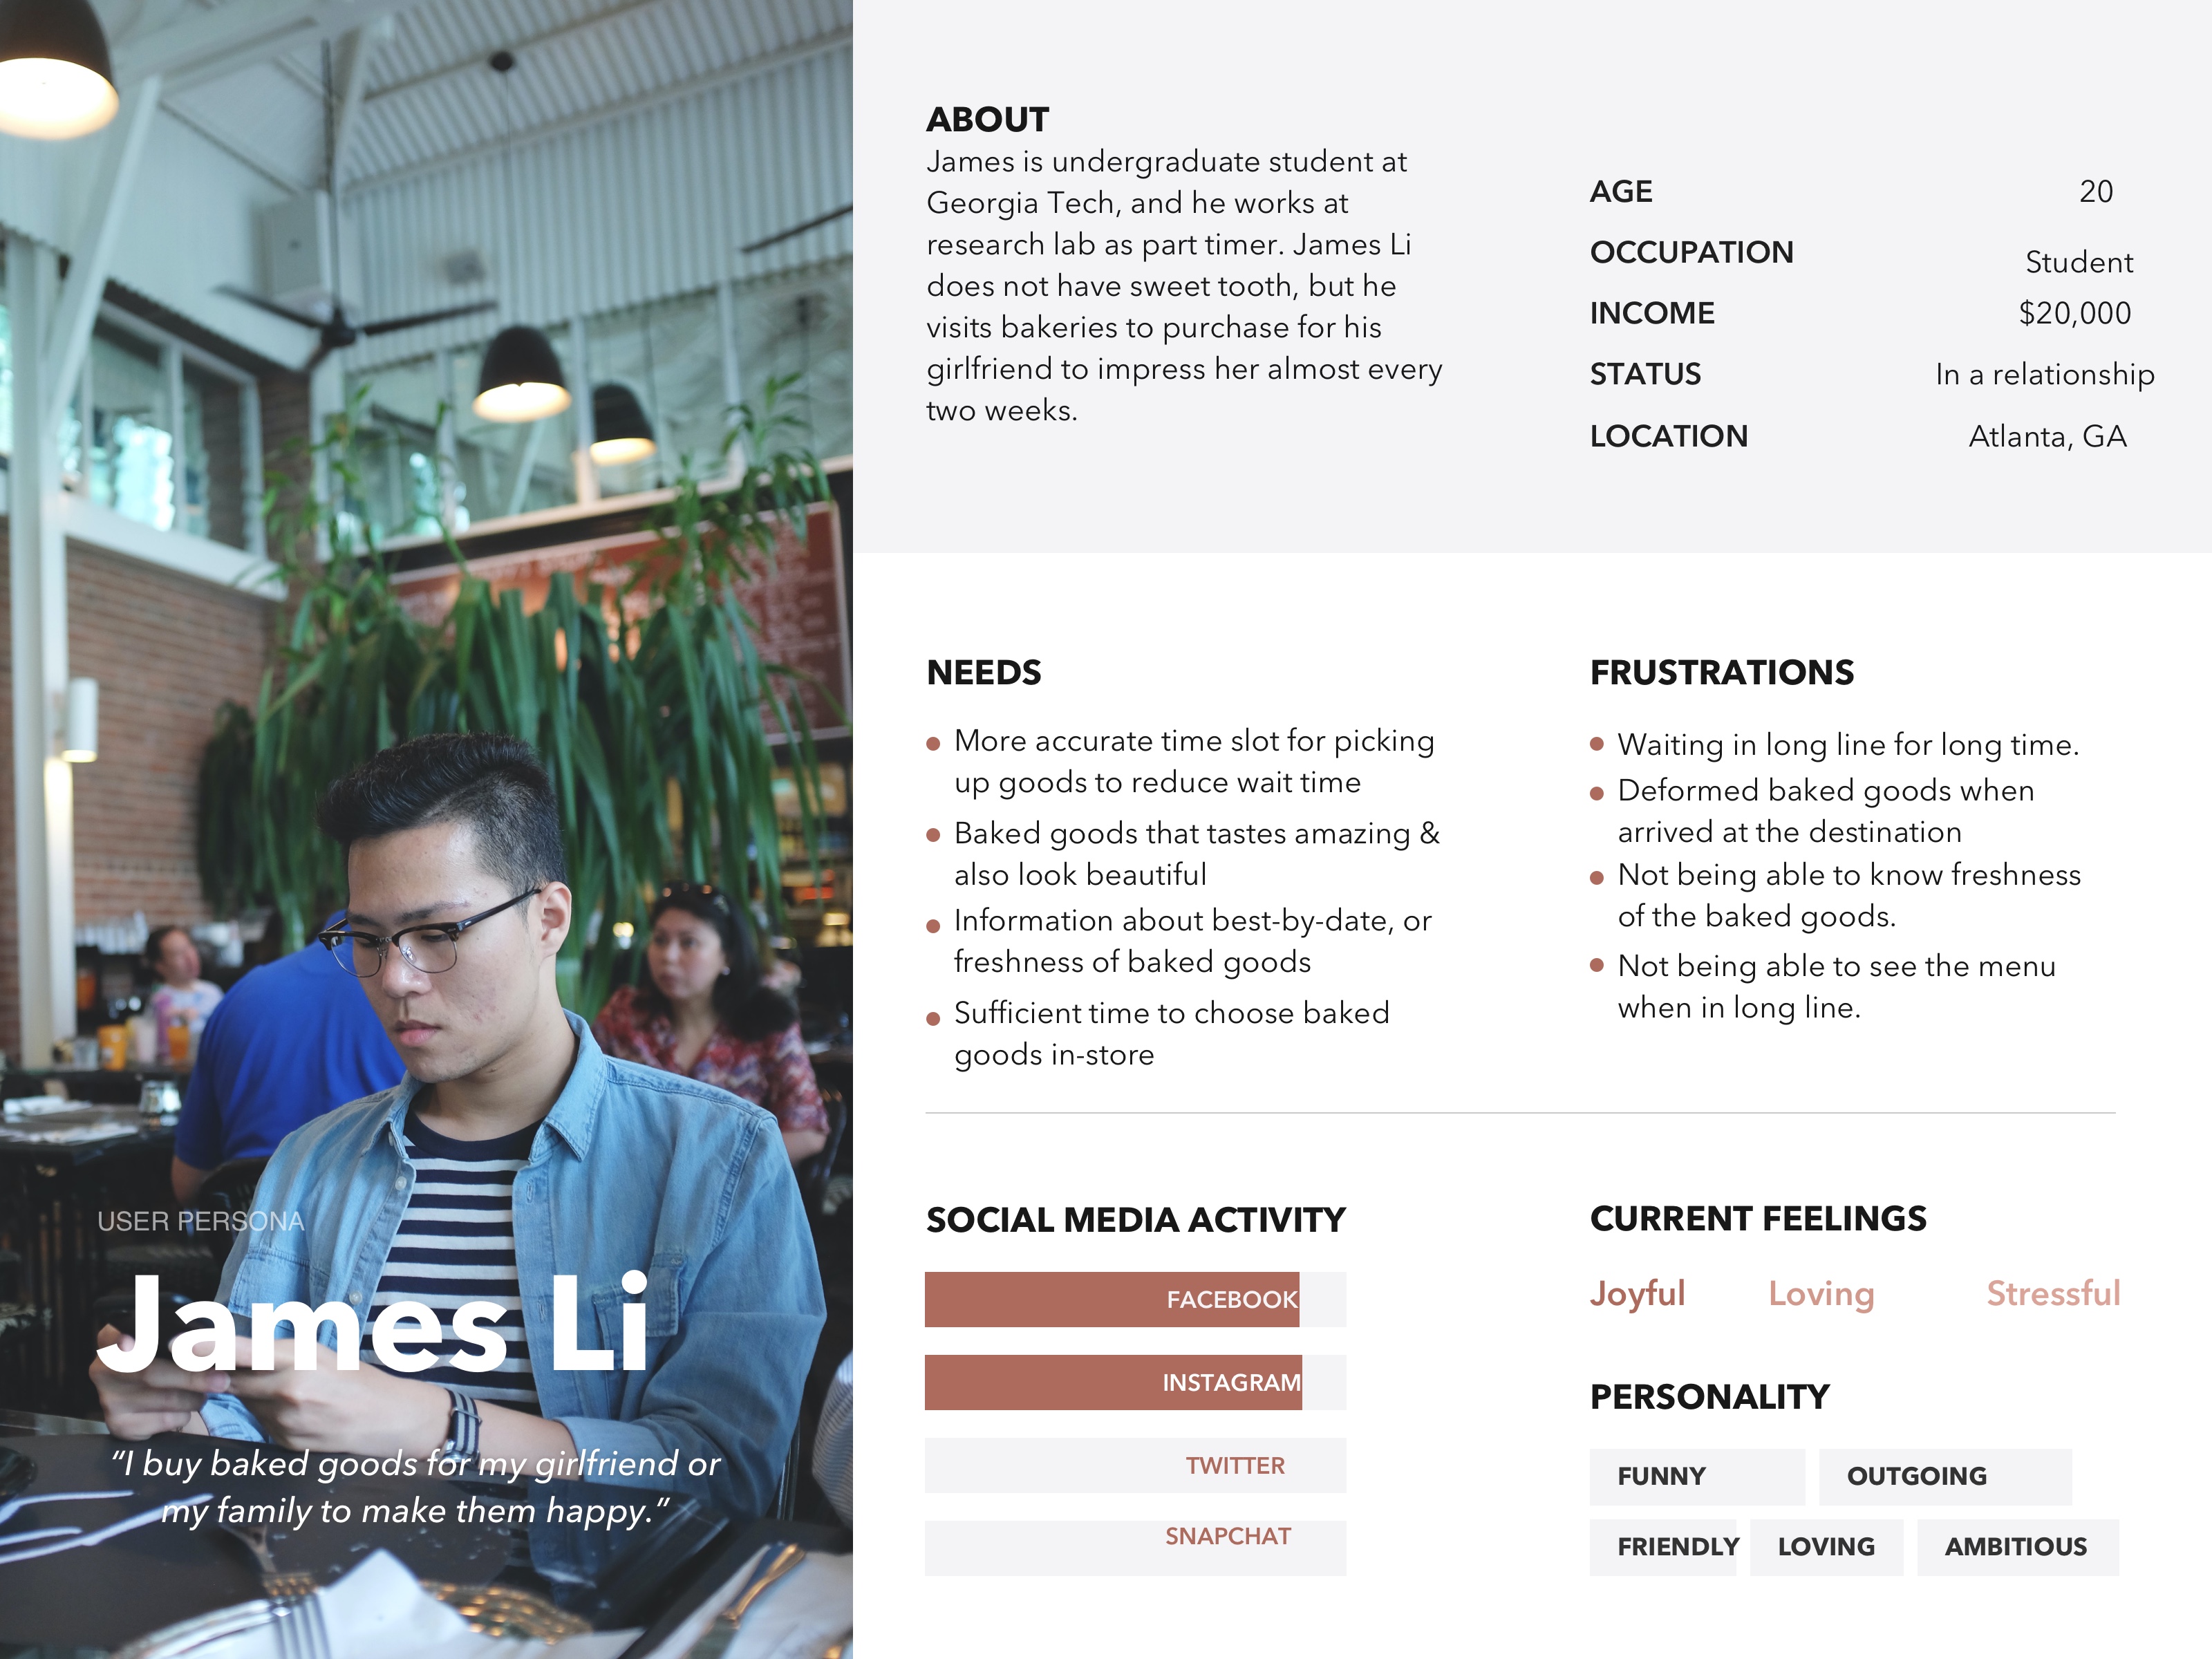 USER PERSONA
James Li
“I buy baked goods for my girlfriend or
my family to make them happy.”
ABOUT
James is undergraduate student at
Georgia Tech, and he works at
research lab as part timer. James Li
does not have sweet tooth, but he
visits bakeries to purchase for his
girlfriend to impress her almost every
two weeks.
AGE 20
OCCUPATION Student
INCOME $20,000
STATUS In a relationship
LOCATION Atlanta, GA
NEEDS
More accurate time slot for picking
up goods to reduce wait time
Baked goods that tastes amazing &
also look beautiful
Information about best-by-date, or
freshness of baked goods
Sufficient time to choose baked
goods in-store
FRUSTRATIONS
Waiting in long line for long time.
Deformed baked goods when
arrived at the destination
Not being able to know freshness
of the baked goods.
Not being able to see the menu
when in long line.
SOCIAL MEDIA ACTIVITY
FACEBOOK
INSTAGRAM
TWITTER
SNAPCHAT
CURRENT FEELINGS
Joyful Loving Stressful
PERSONALITY
FUNNY OUTGOING
FRIENDLY LOVING AMBITIOUS